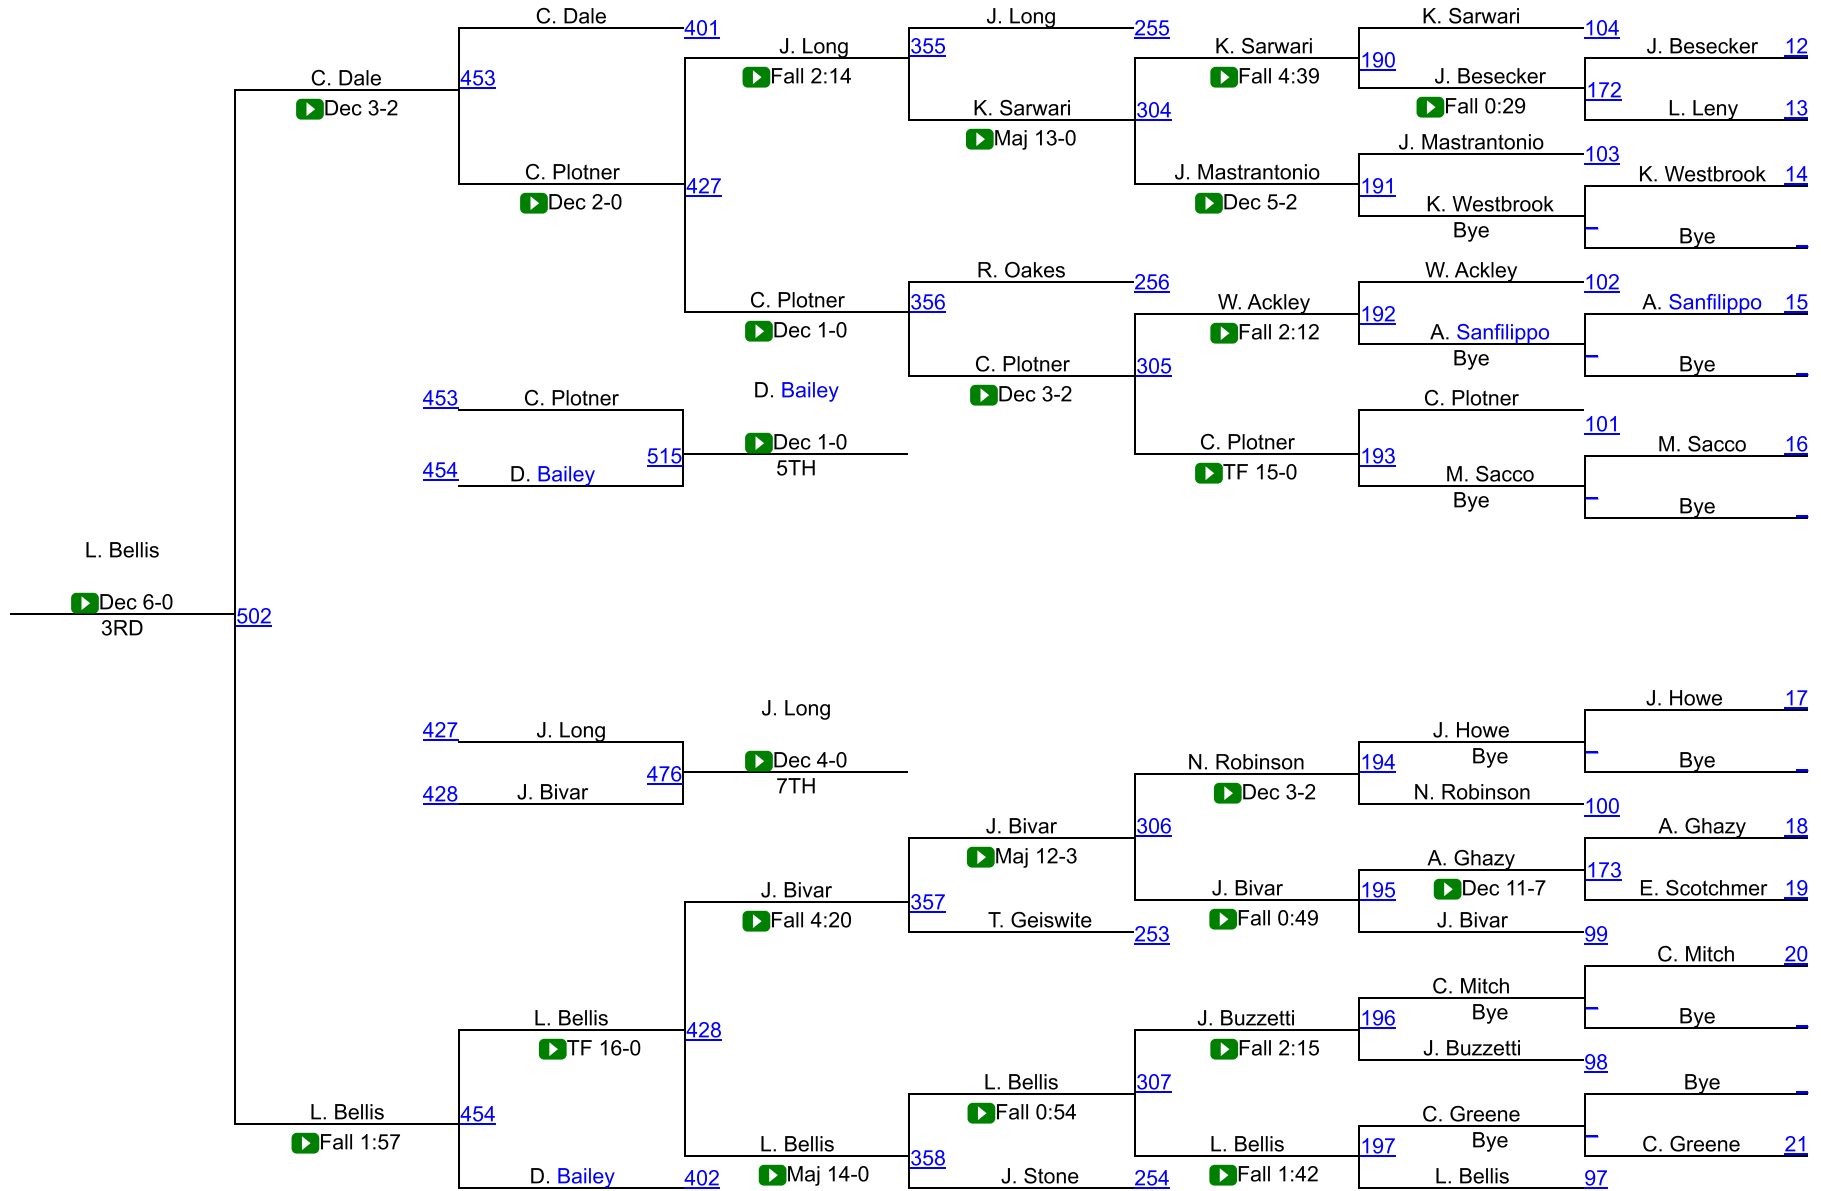 C. Dale
401
J. Long
255
K. Sarwari
104
J. Long
355
K. Sarwari
190
J. Besecker 12
C. Dale
453
Fall 2:14
Fall 4:39
J. Besecker
172
Dec 3-2
K. Sarwari
304
Fall 0:29
L. Leny 13
Maj 13-0
J. Mastrantonio
103
C. Plotner
427
J. Mastrantonio
191
K. Westbrook 14
Dec 2-0
Dec 5-2
K. Westbrook
Bye
Bye
R. Oakes
256
W. Ackley
102
C. Plotner
356
W. Ackley
192
A. Sanfilippo 15
Dec 1-0
Fall 2:12
A. Sanfilippo
Bye
Bye
C. Plotner
305
D. Bailey
Dec 3-2
453
C. Plotner
C. Plotner
101
Dec 1-0
C. Plotner
193
M. Sacco 16
515
5TH
TF 15-0
M. Sacco
454
D. Bailey
Bye
Bye
L. Bellis
Dec 6-0
502
3RD
J. Howe 17
J. Long
427
J. Long
J. Howe
Dec 4-0
N. Robinson
194
Bye
Bye
476
7TH
Dec 3-2
428
J. Bivar
N. Robinson
100
J. Bivar
306
A. Ghazy 18
Maj 12-3
A. Ghazy
173
J. Bivar
357
J. Bivar
195
Dec 11-7
E. Scotchmer 19
Fall 4:20
T. Geiswite
253
Fall 0:49
J. Bivar
99
C. Mitch 20
C. Mitch
L. Bellis
428
J. Buzzetti
196
Bye
Bye
TF 16-0
Fall 2:15
J. Buzzetti
98
L. Bellis
307
Bye
L. Bellis
454
Fall 0:54
C. Greene
Fall 1:57
L. Bellis
358
L. Bellis
197
Bye
C. Greene 21
D. Bailey
402
Maj 14-0
J. Stone
254
Fall 1:42
L. Bellis
97